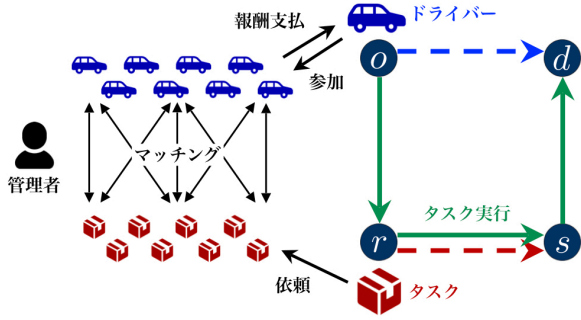 報酬支払
ドライバー
参加
o
d
マッチング
管理者
タスク実行
r
s
依頼
タスク